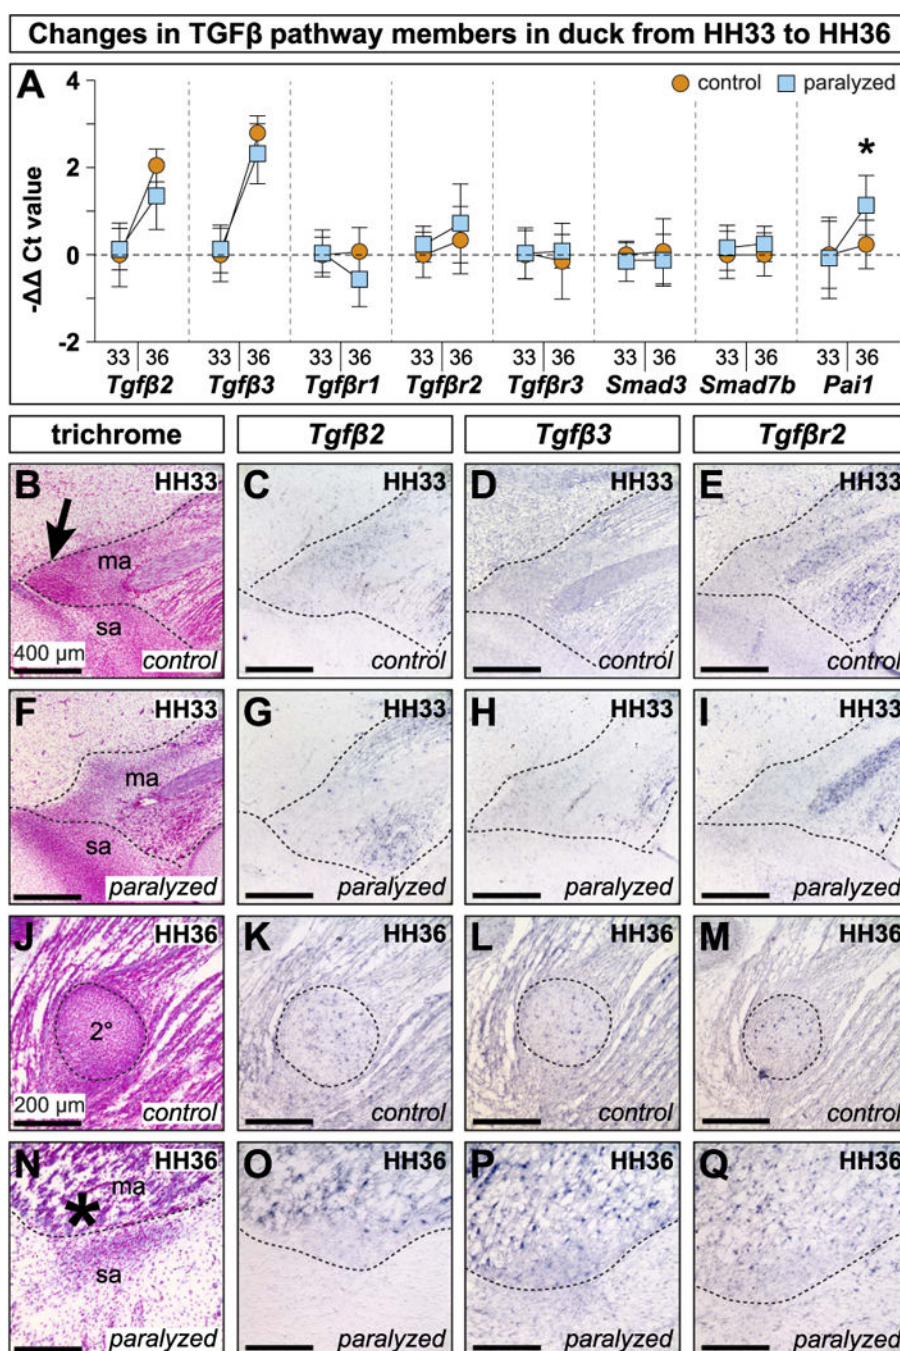 Changes in TGFβ pathway members in duck from HH33 to HH36
A
control
paralyzed
4
2
0
-2
-ΔΔ Ct value
*
33 36 33 36 33 36 33 36 33 36 33 36 33 36 33 36
Tgfβ2 Tgfβ3 Tgfβr1 Tgfβr2 Tgfβr3 Smad3 Smad7b Pai1
trichrome Tgfβ2 Tgfβ3 Tgfβr2
B HH33
ma
sa
400 µm
control
C HH33
control
D HH33
control
E HH33
control
F HH33
ma
sa
paralyzed
G HH33
paralyzed
H HH33
paralyzed
I HH33
paralyzed
J HH36
2°
200 µm
control
K HH36
control
L HH36
control
M HH36
control
N HH36
ma
*
sa
paralyzed
O HH36
paralyzed
P HH36
paralyzed
Q HH36
paralyzed